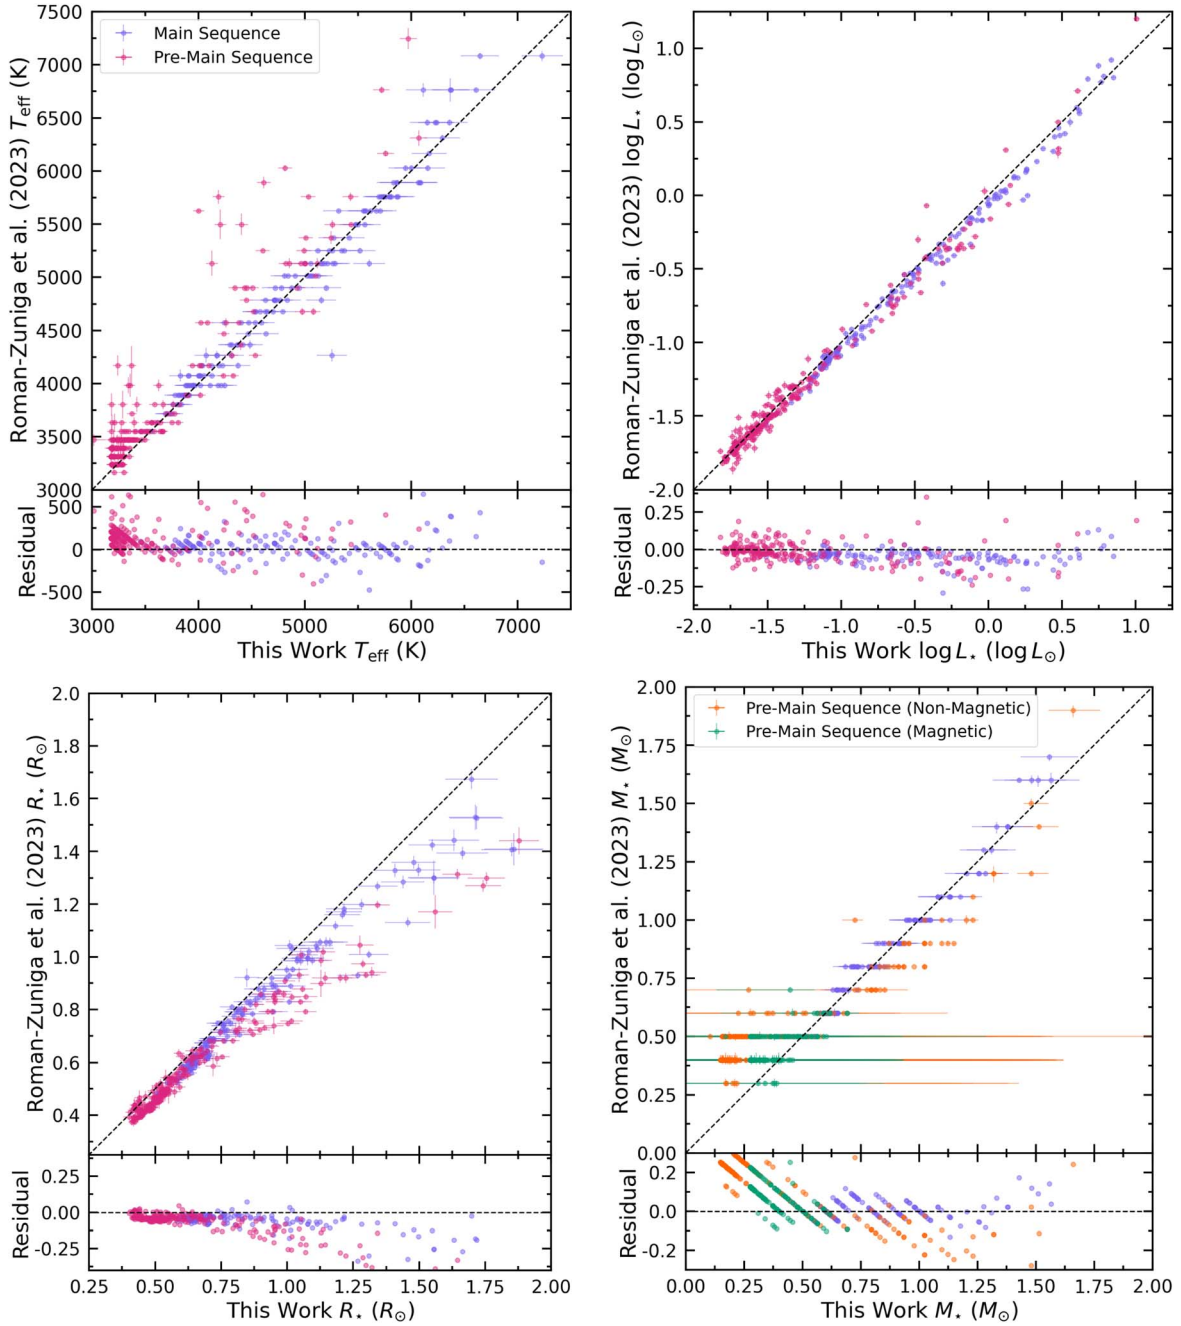 7500
7000
6500
6000
5500
5000
4500
4000
3500
3000
Roman-Zuniga et al. (2023) T_eff (K)
Main Sequence
Pre-Main Sequence
500
0
-500
Residual
3000 4000 5000 6000 7000
This Work T_eff (K)
1.0
0.5
0.0
-0.5
-1.0
-1.5
-2.0
Roman-Zuniga et al. (2023) log L⋆ (log L⊙)
0.25
0.00
-0.25
Residual
-2.0 -1.5 -1.0 -0.5 0.0 0.5 1.0
This Work log L⋆ (log L⊙)
2.0
1.8
1.6
1.4
1.2
1.0
0.8
0.6
0.4
Roman-Zuniga et al. (2023) R⋆ (R⊙)
0.25
0.00
-0.25
Residual
0.25 0.50 0.75 1.00 1.25 1.50 1.75 2.00
This Work R⋆ (R⊙)
2.00
1.75
1.50
1.25
1.00
0.75
0.50
0.25
0.00
Roman-Zuniga et al. (2023) M⋆ (M⊙)
Pre-Main Sequence (Non-Magnetic)
Pre-Main Sequence (Magnetic)
0.2
0.0
-0.2
Residual
0.00 0.25 0.50 0.75 1.00 1.25 1.50 1.75 2.00
This Work M⋆ (M⊙)